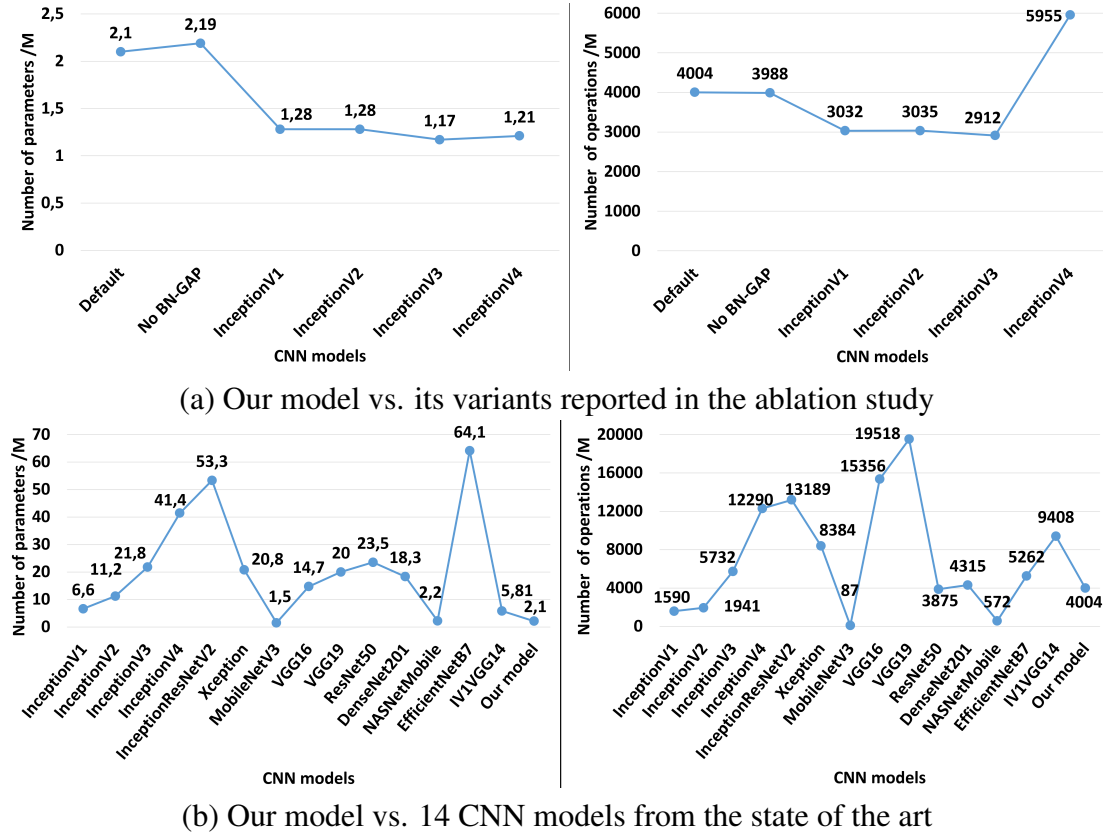 2,5
2
1,5
1
0,5
0
Number of parameters /M
2,1
2,19
1,28
1,28
1,17
1,21
Default
No BN-GAP
InceptionV1
InceptionV2
InceptionV3
InceptionV4
CNN models
6000
5000
4000
3000
2000
1000
0
Number of operations /M
4004
3988
3032
3035
2912
5955
Default
No BN-GAP
InceptionV1
InceptionV2
InceptionV3
InceptionV4
CNN models
(a) Our model vs. its variants reported in the ablation study
70
60
50
40
30
20
10
0
Number of parameters /M
6,6
11,2
21,8
41,4
53,3
20,8
1,5
14,7
20
23,5
18,3
2,2
64,1
5,81
2,1
InceptionV1
InceptionV2
InceptionV3
InceptionV4
InceptionResNetV2
Xception
MobileNetV3
VGG16
VGG19
ResNet50
DenseNet201
NASNetMobile
EfficientNetB7
IV1VGG14
Our model
CNN models
20000
16000
12000
8000
4000
0
Number of operations /M
1590
1941
5732
12290
13189
8384
87
15356
19518
3875
4315
572
5262
9408
4004
InceptionV1
InceptionV2
InceptionV3
InceptionV4
InceptionResNetV2
Xception
MobileNetV3
VGG16
VGG19
ResNet50
DenseNet201
NASNetMobile
EfficientNetB7
IV1VGG14
Our model
CNN models
(b) Our model vs. 14 CNN models from the state of the art